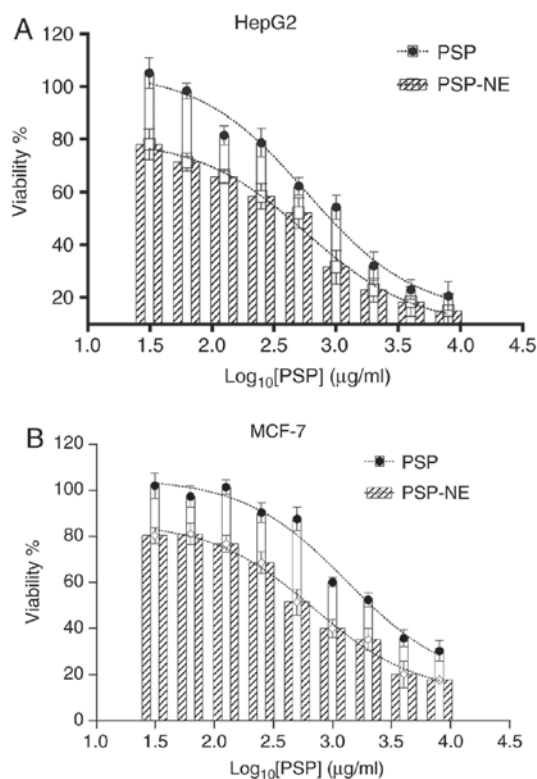 A
HepG2
PSP
PSP-NE
120
100
80
60
40
20
Viability %
1.0 1.5 2.0 2.5 3.0 3.5 4.0 4.5
Log10[PSP] (μg/ml)
B
MCF-7
PSP
PSP-NE
120
100
80
60
40
20
0
Viability %
1.0 1.5 2.0 2.5 3.0 3.5 4.0 4.5
Log10[PSP] (μg/ml)